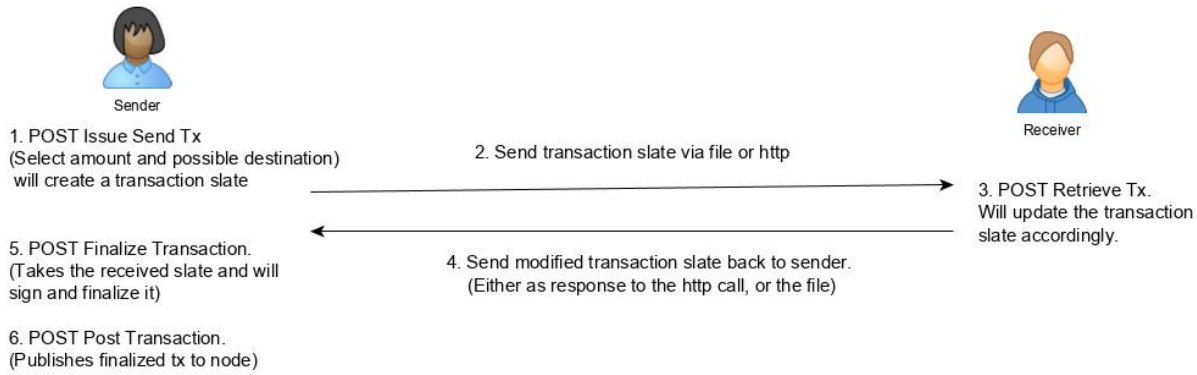 Sender
Receiver
1. POST Issue Send Tx
(Select amount and possible destination)
will create a transaction slate
2. Send transaction slate via file or http
3. POST Retrieve Tx.
Will update the transaction
slate accordingly.
4. Send modified transaction slate back to sender.
(Either as response to the http call, or the file)
5. POST Finalize Transaction.
(Takes the received slate and will
sign and finalize it)
6. POST Post Transaction.
(Publishes finalized tx to node)